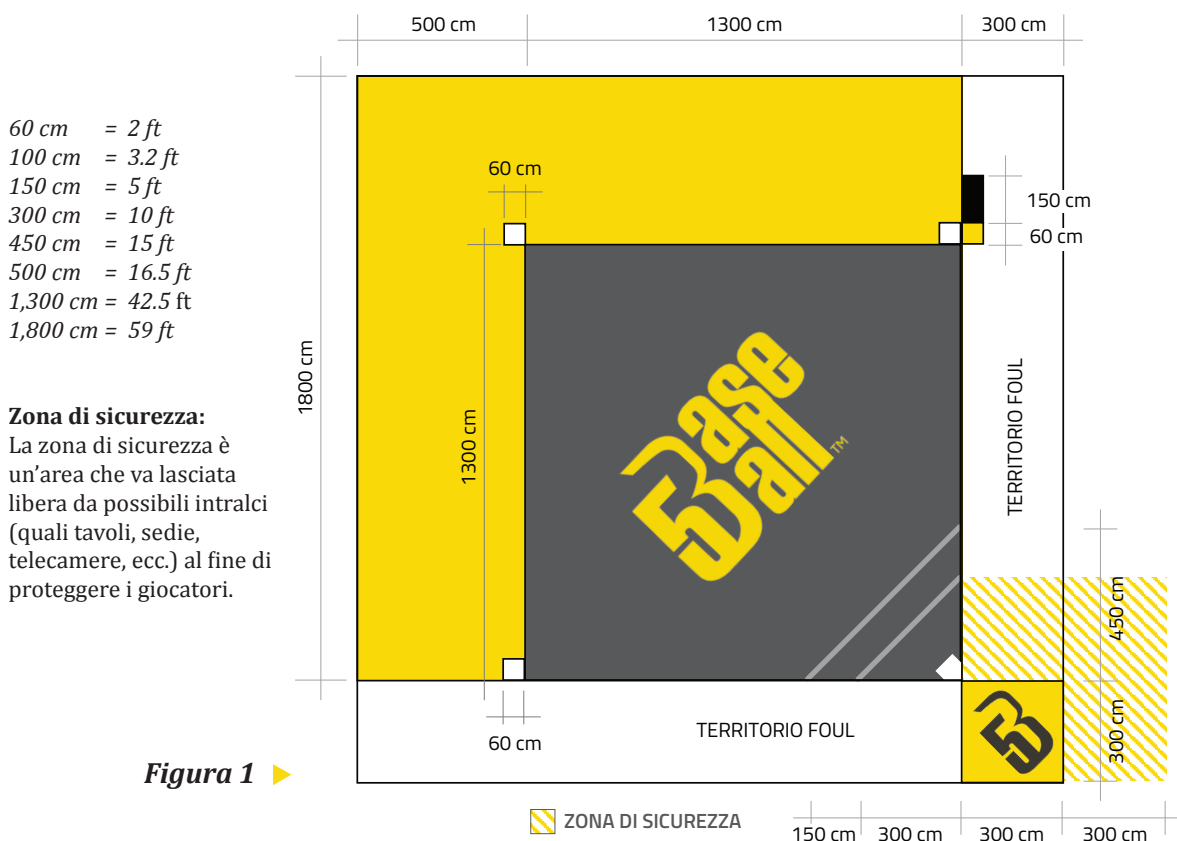 500 cm
1300 cm
300 cm
60 cm = 2 ft
100 cm = 3.2 ft
150 cm = 5 ft
300 cm = 10 ft
450 cm = 15 ft
500 cm = 16.5 ft
1,300 cm = 42.5 ft
1,800 cm = 59 ft
60 cm
150 cm
60 cm
1800 cm
1300 cm
TERRITORIO FOUL
Zona di sicurezza:
La zona di sicurezza è
un'area che va lasciata
libera da possibili intralci
(quali tavoli, sedie,
telecamere, ecc.) al fine di
proteggere i giocatori.
Base
5 Ball™
450 cm
300 cm
60 cm
TERRITORIO FOUL
B5
Figura 1
ZONA DI SICUREZZA
150 cm
300 cm
300 cm
300 cm